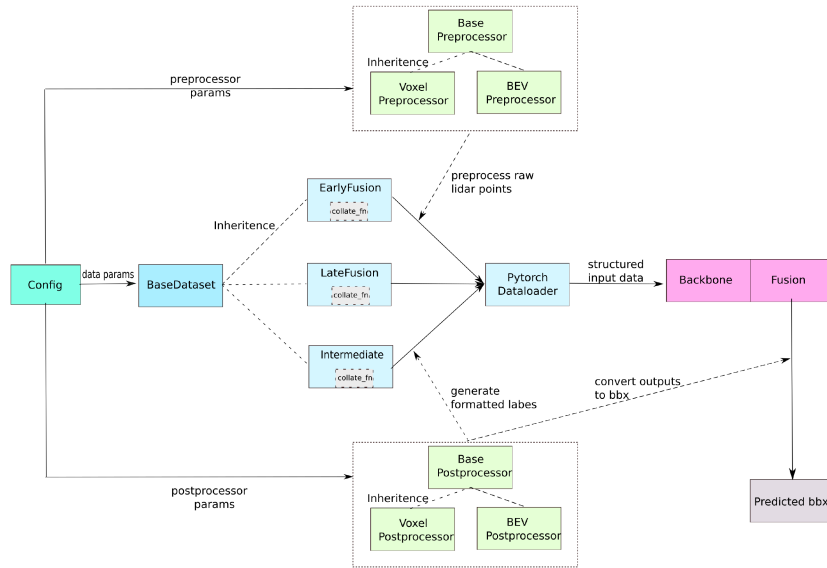 Base
Preprocessor
Inheritence
Voxel
Preprocessor
BEV
Preprocessor
preprocessor
params
preprocess raw
lidar points
EarlyFusion
collate_fn
Inheritence
LateFusion
collate_fn
Intermediate
collate_fn
Config
data params
BaseDataset
Pytorch
Dataloader
structured
input data
Backbone
Fusion
generate
formatted labes
convert outputs
to bbx
postprocessor
params
Base
Postprocessor
Inheritence
Voxel
Postprocessor
BEV
Postprocessor
Predicted bbx